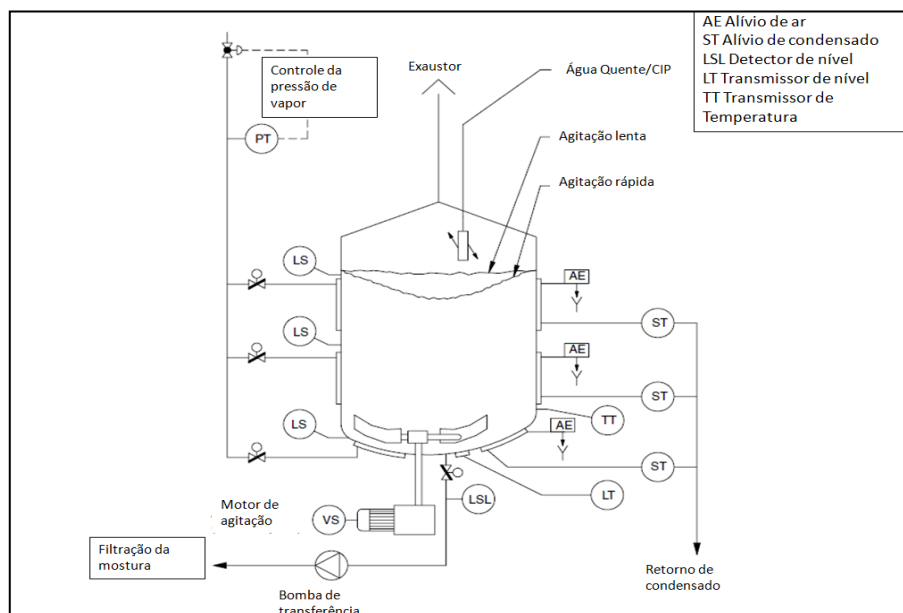 AE Alívio de ar
ST Alívio de condensado
LSL Detector de nível
LT Transmissor de nível
TT Transmissor de
Temperatura
Controle da
pressão de
vapor
PT
Exaustor
Água Quente/CIP
Agitação lenta
Agitação rápida
LS
AE
ST
LS
AE
ST
LS
TT
AE
ST
LT
LSL
Motor de
agitação
VS
Filtração da
mostura
Bomba de
transferência
Retorno de
condensado